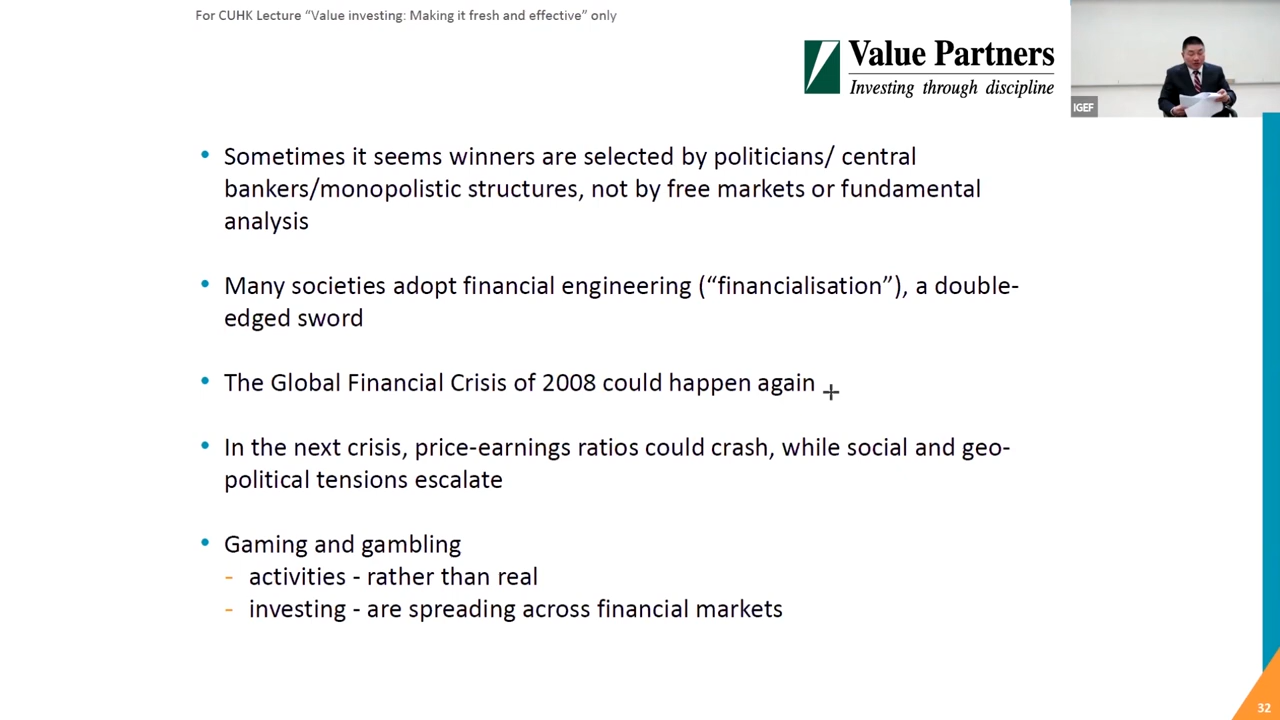 For CUHK Lecture “Value investing: Making it fresh and effective” only
Value Partners
Investing through discipline
IGEF
• Sometimes it seems winners are selected by politicians/ central
bankers/monopolistic structures, not by free markets or fundamental
analysis
• Many societies adopt financial engineering (“financialisation”), a double-
edged sword
• The Global Financial Crisis of 2008 could happen again
• In the next crisis, price-earnings ratios could crash, while social and geo-
political tensions escalate
• Gaming and gambling
- activities - rather than real
- investing - are spreading across financial markets
32